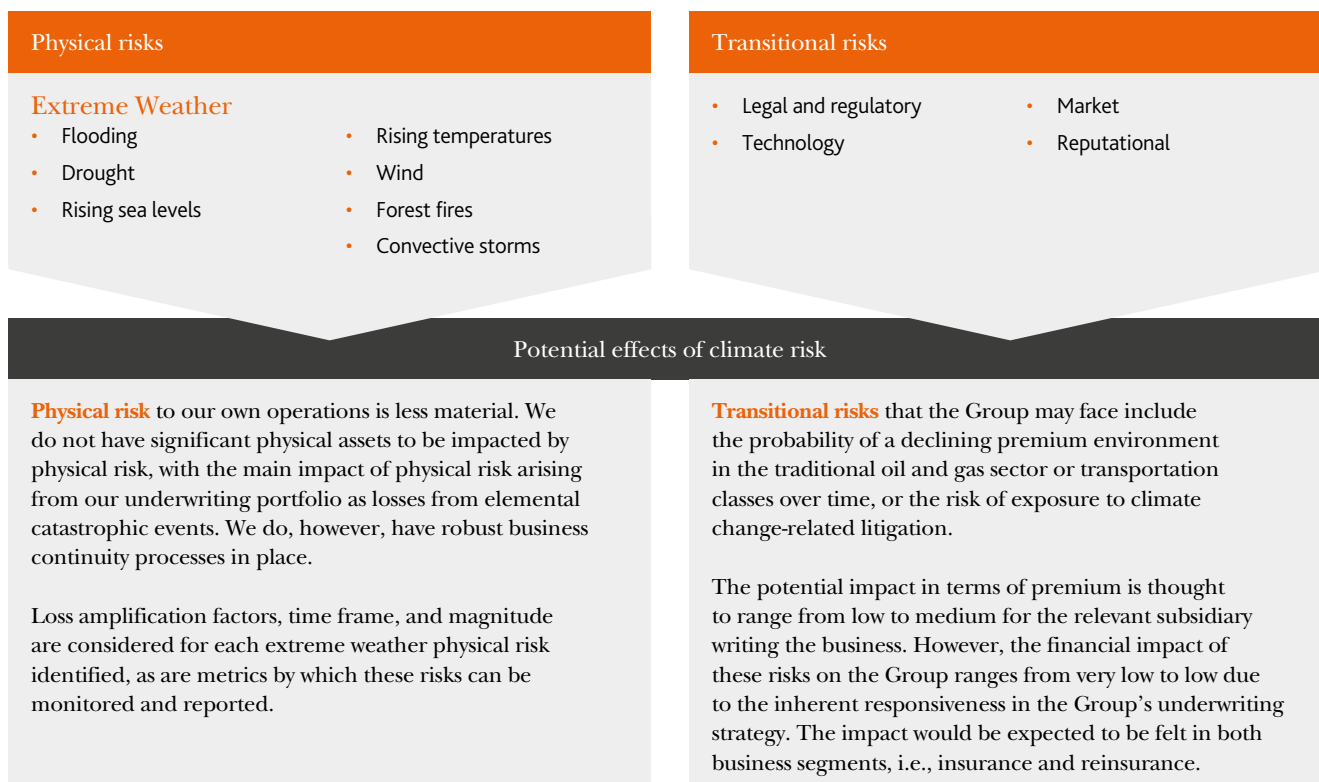 Physical risks
Extreme Weather
• Flooding
• Drought
• Rising sea levels
• Rising temperatures
• Wind
• Forest fires
• Convective storms
Transitional risks
• Legal and regulatory
• Technology
• Market
• Reputational
Potential effects of climate risk
Physical risk to our own operations is less material. We
do not have significant physical assets to be impacted by
physical risk, with the main impact of physical risk arising
from our underwriting portfolio as losses from elemental
catastrophic events. We do, however, have robust business
continuity processes in place.
Loss amplification factors, time frame, and magnitude
are considered for each extreme weather physical risk
identified, as are metrics by which these risks can be
monitored and reported.
Transitional risks that the Group may face include
the probability of a declining premium environment
in the traditional oil and gas sector or transportation
classes over time, or the risk of exposure to climate
change-related litigation.
The potential impact in terms of premium is thought
to range from low to medium for the relevant subsidiary
writing the business. However, the financial impact of
these risks on the Group ranges from very low to low due
to the inherent responsiveness in the Group’s underwriting
strategy. The impact would be expected to be felt in both
business segments, i.e., insurance and reinsurance.